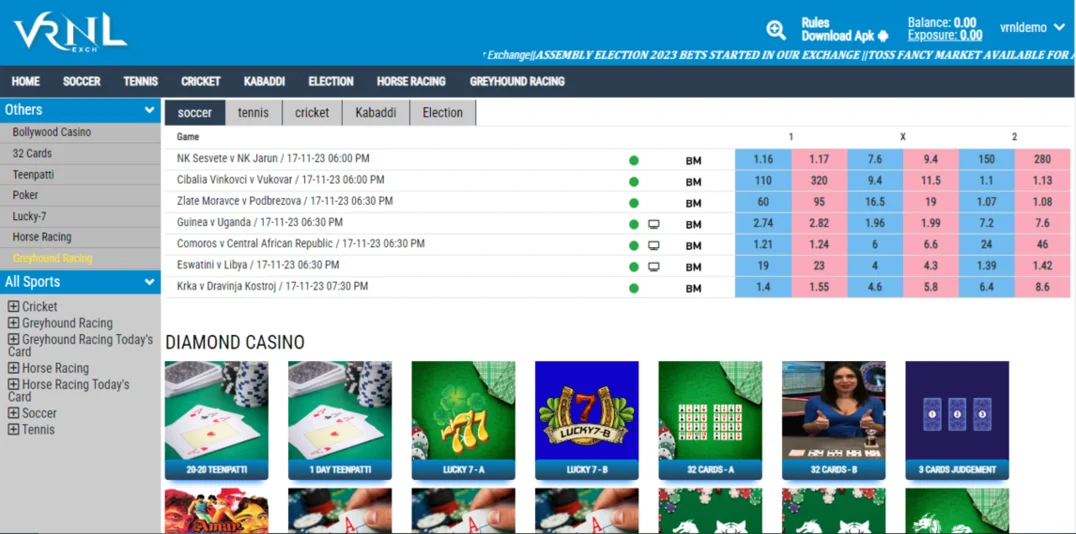 VRNL
EXCH
Rules
Download Apk
Balance: 0.00
Exposure: 0.00
vrnldemo
r Exchange||ASSEMBLY ELECTION 2023 BETS STARTED IN OUR EXCHANGE ||TOSS FANCY MARKET AVAILABLE FOR A
HOME SOCCER TENNIS CRICKET KABADDI ELECTION HORSE RACING GREYHOUND RACING
Others
Bollywood Casino
32 Cards
Teenpatti
Poker
Lucky-7
Horse Racing
Greyhound Racing
All Sports
Cricket
Greyhound Racing
Greyhound Racing Today's
Card
Horse Racing
Horse Racing Today's
Card
Soccer
Tennis
soccer tennis cricket Kabaddi Election
Game 1 X 2
NK Sesvete v NK Jarun / 17-11-23 06:00 PM BM 1.16 1.17 7.6 9.4 150 280
Cibalia Vinkovci v Vukovar / 17-11-23 06:00 PM BM 110 320 9.4 11.5 1.1 1.13
Zlate Moravce v Podbrezova / 17-11-23 06:30 PM BM 60 95 16.5 19 1.07 1.08
Guinea v Uganda / 17-11-23 06:30 PM BM 2.74 2.82 1.96 1.99 7.2 7.6
Comoros v Central African Republic / 17-11-23 06:30 PM BM 1.21 1.24 6 6.6 24 46
Eswatini v Libya / 17-11-23 06:30 PM BM 19 23 4 4.3 1.39 1.42
Krka v Dravinja Kostroj / 17-11-23 07:30 PM BM 1.4 1.55 4.6 5.8 6.4 8.6
DIAMOND CASINO
777
7
LUCKY7-B
1 2 3
20-20 TEENPATTI
1 DAY TEENPATTI
LUCKY 7 - A
LUCKY 7 - B
32 CARDS - A
32 CARDS - B
3 CARDS JUDGEMENT
Amar
A
A
A